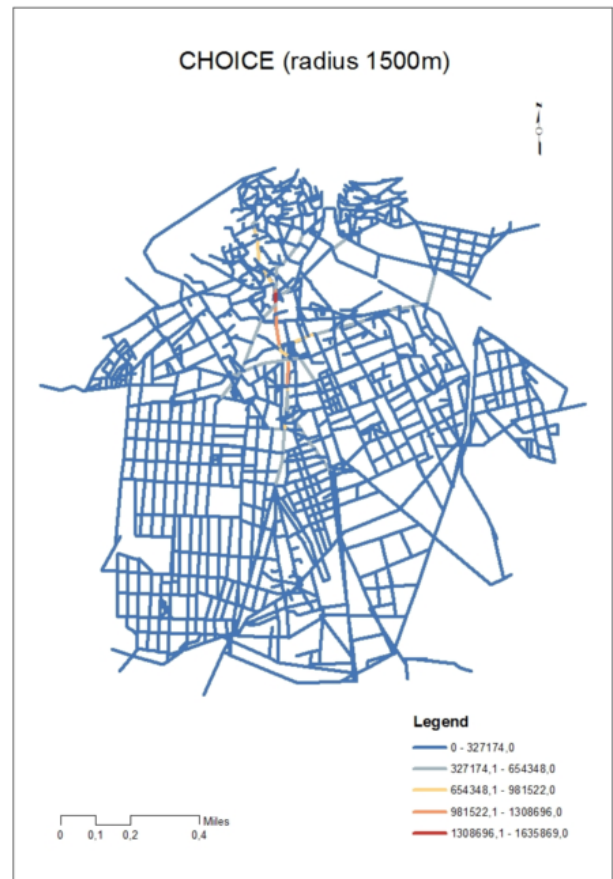 CHOICE (radius 1500m)
N
Legend
0 - 327174,0
327174,1 - 654348,0
654348,1 - 981522,0
981522,1 - 1308696,0
1308696,1 - 1635869,0
Miles
0 0,1 0,2 0,4